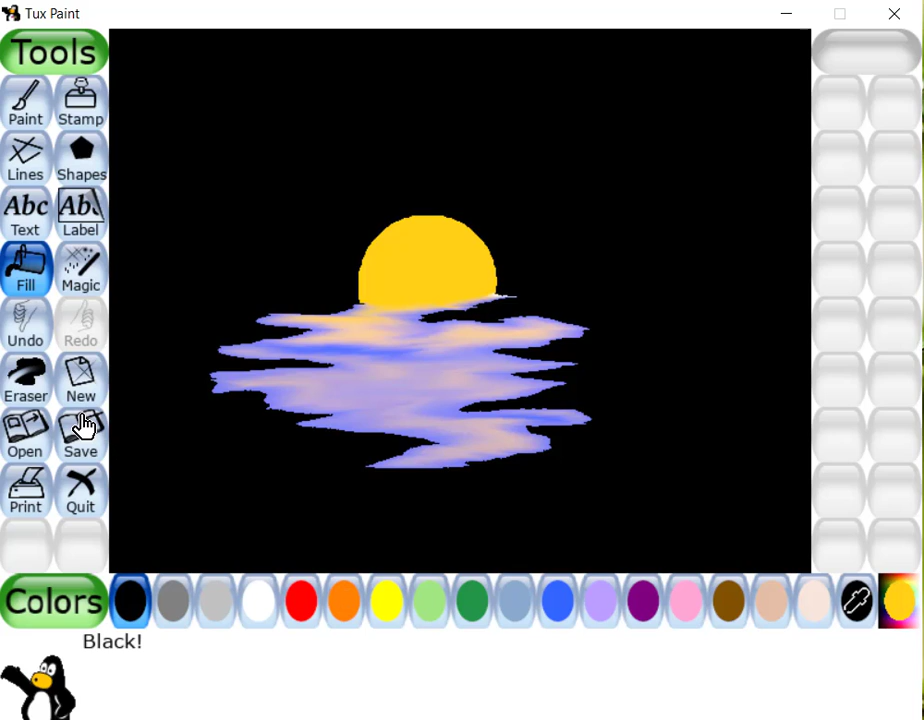 Tux Paint
Tools
Paint Stamp
Lines Shapes
Abc Abc
Text Label
Fill Magic
Undo Redo
Eraser New
Open Save
Print Quit
Colors
Black!